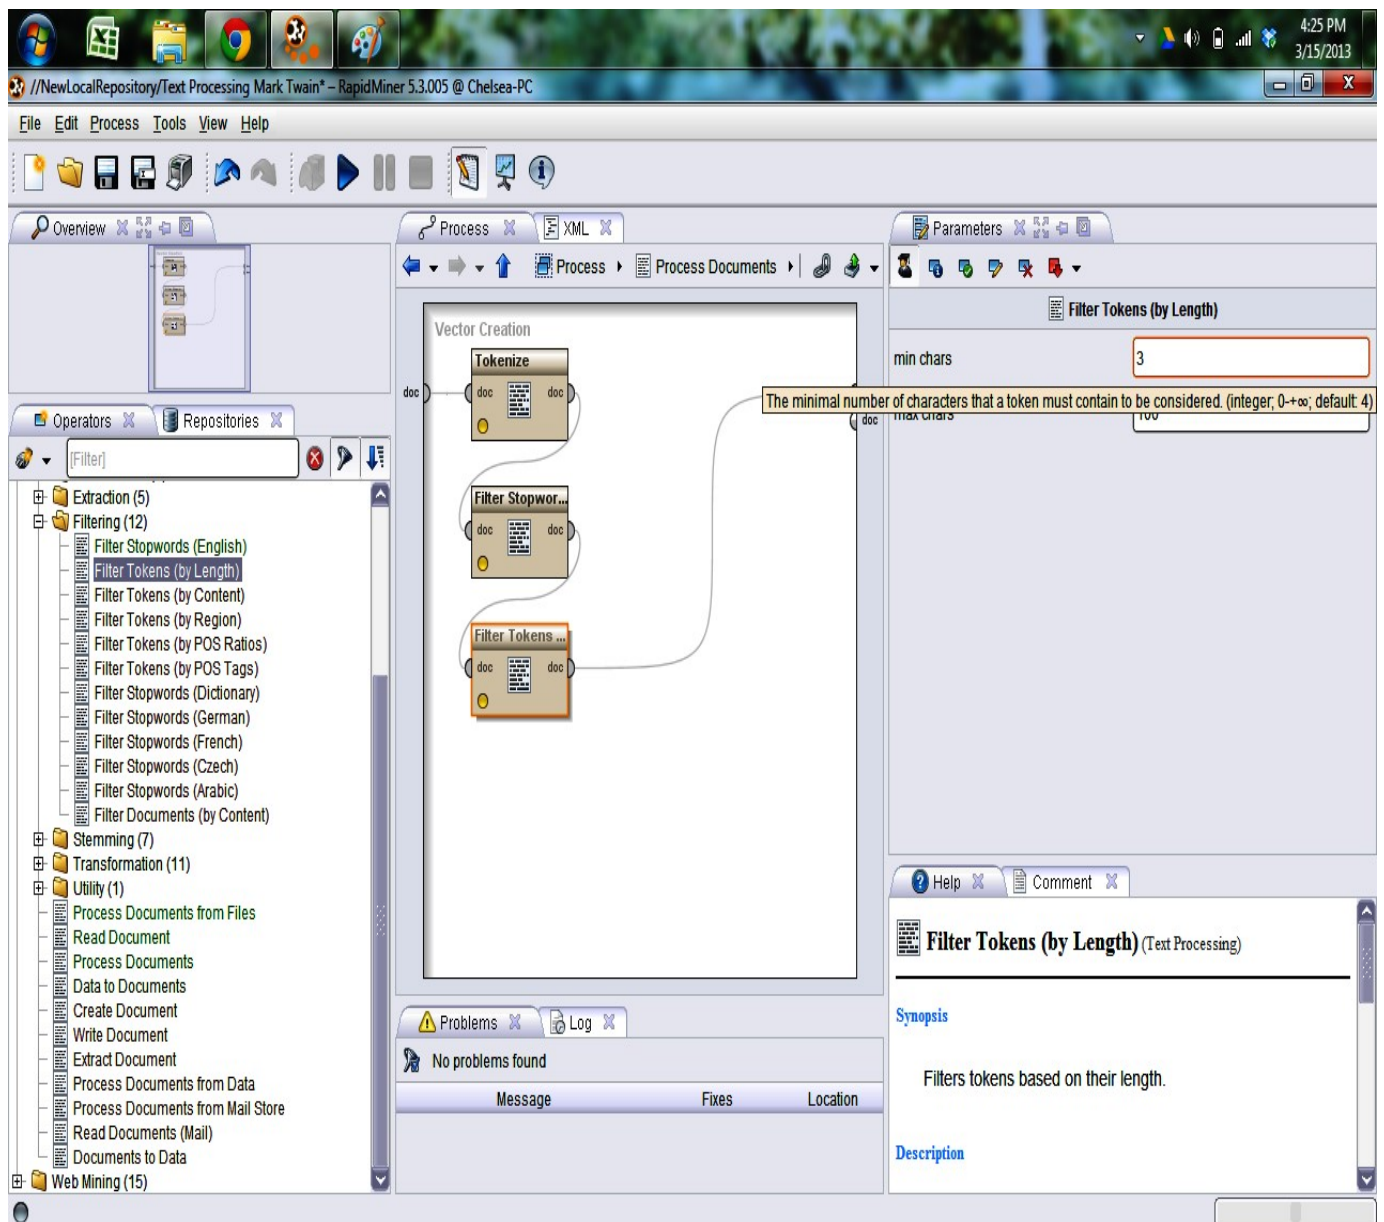 4:25 PM
3/15/2013
//NewLocalRepository/Text Processing Mark Twain* – RapidMiner 5.3.005 @ Chelsea-PC
File Edit Process Tools View Help
Overview
Process XML
Parameters
Process Process Documents
Filter Tokens (by Length)
min chars 3
The minimal number of characters that a token must contain to be considered. (integer; 0-+∞; default: 4)
max chars 100
Vector Creation
Tokenize
doc doc doc
doc
Filter Stopwor...
doc doc
Filter Tokens ...
doc doc
Operators Repositories
[Filter]
Extraction (5)
Filtering (12)
Filter Stopwords (English)
Filter Tokens (by Length)
Filter Tokens (by Content)
Filter Tokens (by Region)
Filter Tokens (by POS Ratios)
Filter Tokens (by POS Tags)
Filter Stopwords (Dictionary)
Filter Stopwords (German)
Filter Stopwords (French)
Filter Stopwords (Czech)
Filter Stopwords (Arabic)
Filter Documents (by Content)
Stemming (7)
Transformation (11)
Utility (1)
Process Documents from Files
Read Document
Process Documents
Data to Documents
Create Document
Write Document
Extract Document
Process Documents from Data
Process Documents from Mail Store
Read Documents (Mail)
Documents to Data
Web Mining (15)
Problems Log
No problems found
Message Fixes Location
Help Comment
Filter Tokens (by Length) (Text Processing)
Synopsis
Filters tokens based on their length.
Description